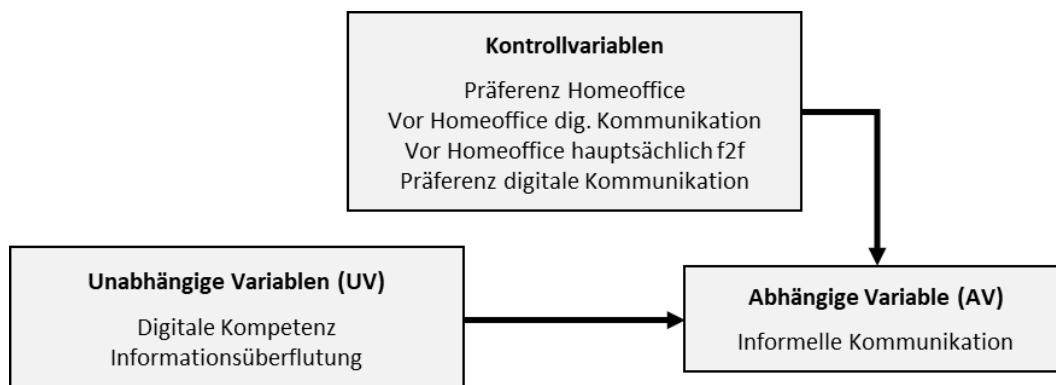 Kontrollvariablen
Präferenz Homeoffice
Vor Homeoffice dig. Kommunikation
Vor Homeoffice hauptsächlich f2f
Präferenz digitale Kommunikation
Unabhängige Variablen (UV)
Digitale Kompetenz
Informationsüberflutung
Abhängige Variable (AV)
Informelle Kommunikation